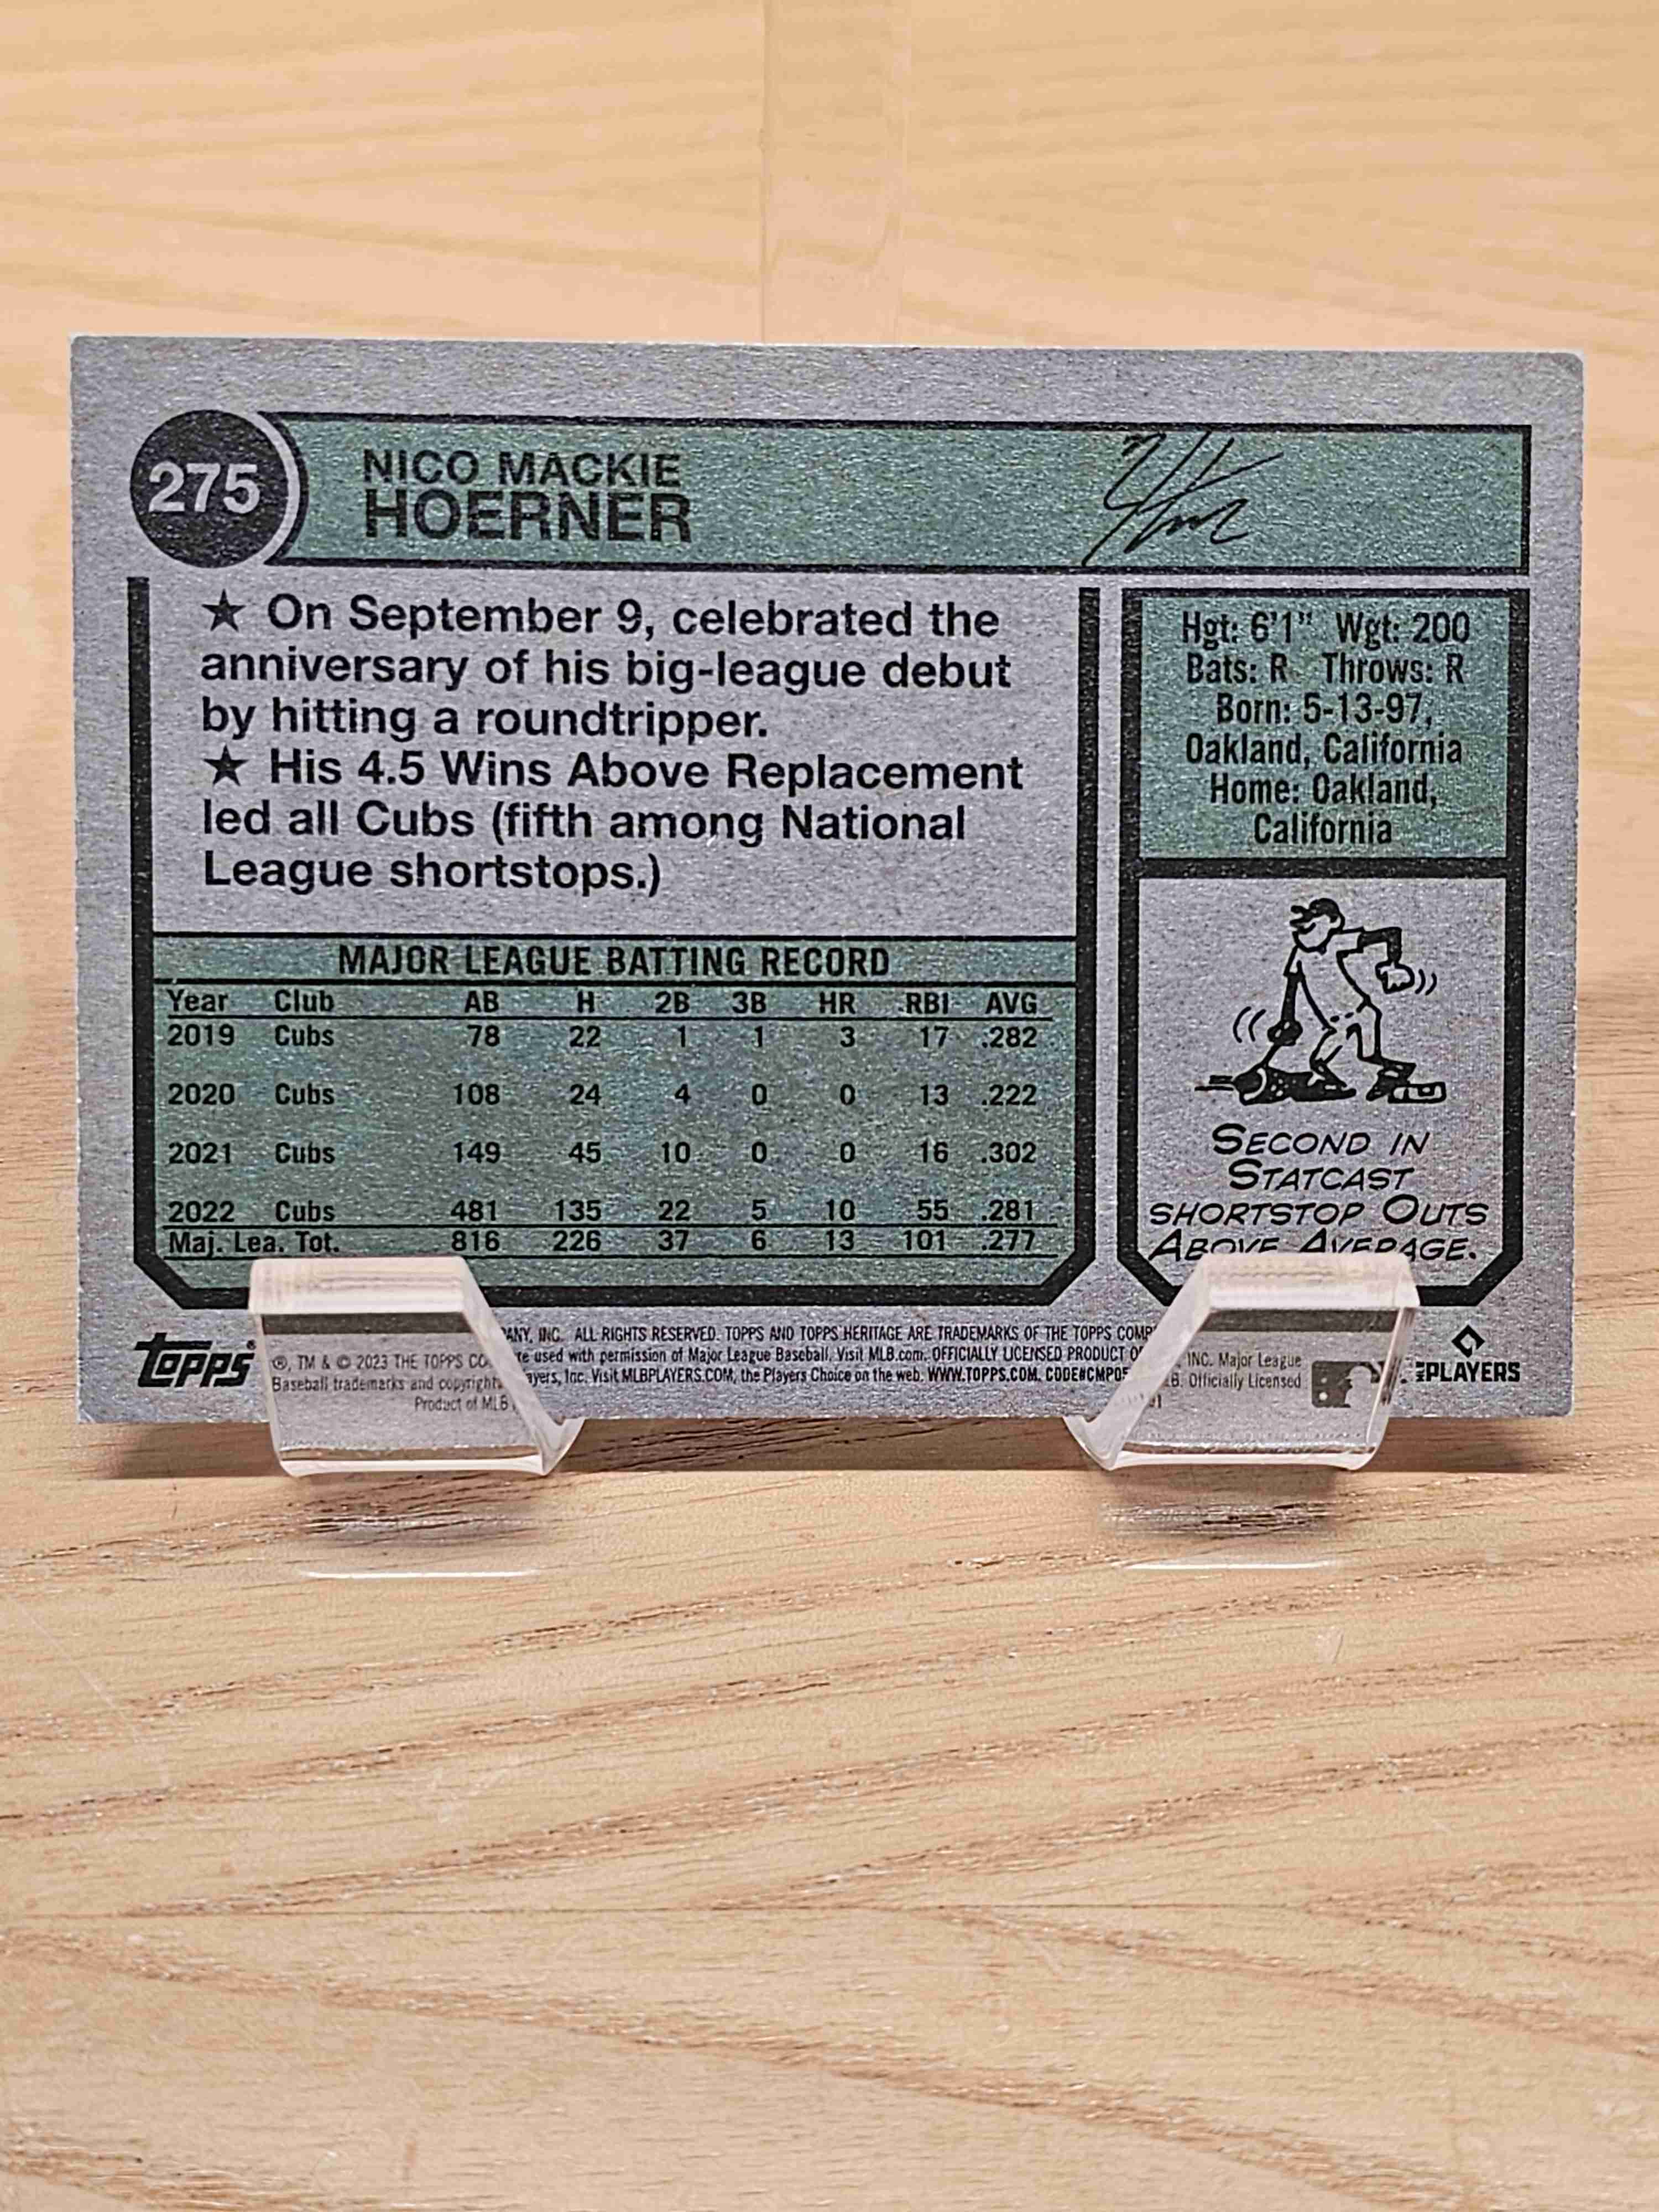 275
NICO MACKIE
HOERNER
★ On September 9, celebrated the
anniversary of his big-league debut
by hitting a roundtripper.
★ His 4.5 Wins Above Replacement
led all Cubs (fifth among National
League shortstops.)
Hgt: 6'1" Wgt: 200
Bats: R Throws: R
Born: 5-13-97,
Oakland, California
Home: Oakland,
California
MAJOR LEAGUE BATTING RECORD
Year Club AB H 2B 3B HR RBI AVG
2019 Cubs 78 22 1 1 3 17 .282
2020 Cubs 108 24 4 0 0 13 .222
2021 Cubs 149 45 10 0 0 16 .302
2022 Cubs 481 135 22 5 10 55 .281
Maj. Lea. Tot. 816 226 37 6 13 101 .277
SECOND IN
STATCAST
SHORTSTOP OUTS
ABOVE AVERAGE.
TOPPS
®, TM & © 2023 THE TOPPS CO ANY, INC. ALL RIGHTS RESERVED. TOPPS AND TOPPS HERITAGE ARE TRADEMARKS OF THE TOPPS COMP INC. Major League
Baseball trademarks and copyright re used with permission of Major League Baseball. Visit MLB.com. OFFICIALLY LICENSED PRODUCT O Officially Licensed
Product of MLB ayers, Inc. Visit MLBPLAYERS.COM, the Players Choice on the web. WWW.TOPPS.COM. CODE#CMP05
PLAYERS